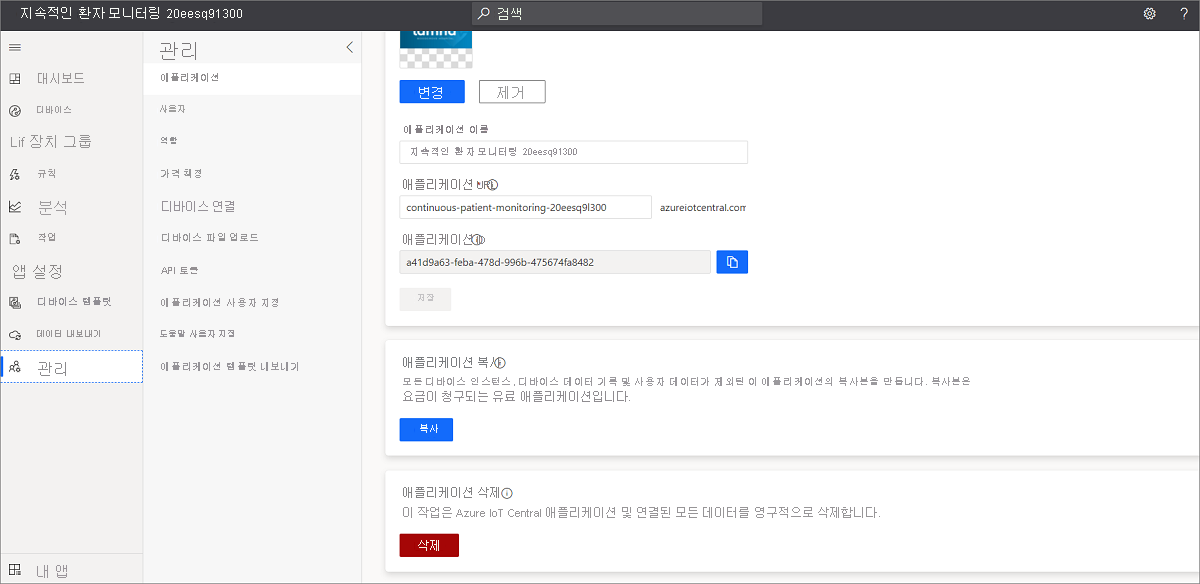 지속적인 환자 모니터링 20eesq91300
검색
?
대시보드
디바이스
Lif 장치 그룹
규칙
분석
작업
앱 설정
디바이스 템플릿
데이터 내보내기
관리
내 앱
관리
애플리케이션
사용자
역할
가격 책정
디바이스 연결
디바이스 파일 업로드
API 토큰
애플리케이션 사용자 지정
도움말 사용자 지정
애플리케이션 템플릿 내보내기
변경
제거
애플리케이션 이름
지속적인 환자 모니터링 20eesq91300
애플리케이션 URL
continuous-patient-monitoring-20eesq9l300
azureiotcentral.com
애플리케이션 ID
a41d9a63-feba-478d-996b-475674fa8482
저장
애플리케이션 복사
모든 디바이스 인스턴스, 디바이스 데이터 기록 및 사용자 데이터가 제외된 이 애플리케이션의 복사본을 만듭니다. 복사본은
요금이 청구되는 유료 애플리케이션입니다.
복사
애플리케이션 삭제
이 작업은 Azure IoT Central 애플리케이션 및 연결된 모든 데이터를 영구적으로 삭제합니다.
삭제